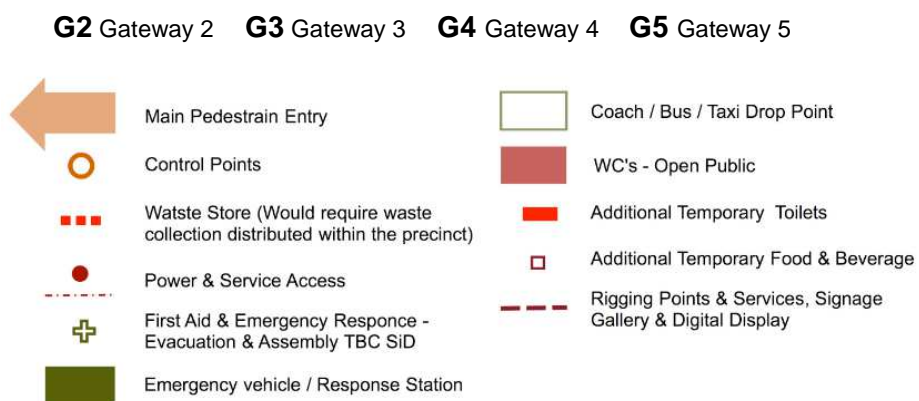 G2 Gateway 2 G3 Gateway 3 G4 Gateway 4 G5 Gateway 5
Main Pedestrain Entry
Control Points
Watste Store (Would require waste
collection distributed within the precinct)
Power & Service Access
First Aid & Emergency Responce -
Evacuation & Assembly TBC SiD
Emergency vehicle / Response Station
Coach / Bus / Taxi Drop Point
WC's - Open Public
Additional Temporary Toilets
Additional Temporary Food & Beverage
Rigging Points & Services, Signage
Gallery & Digital Display